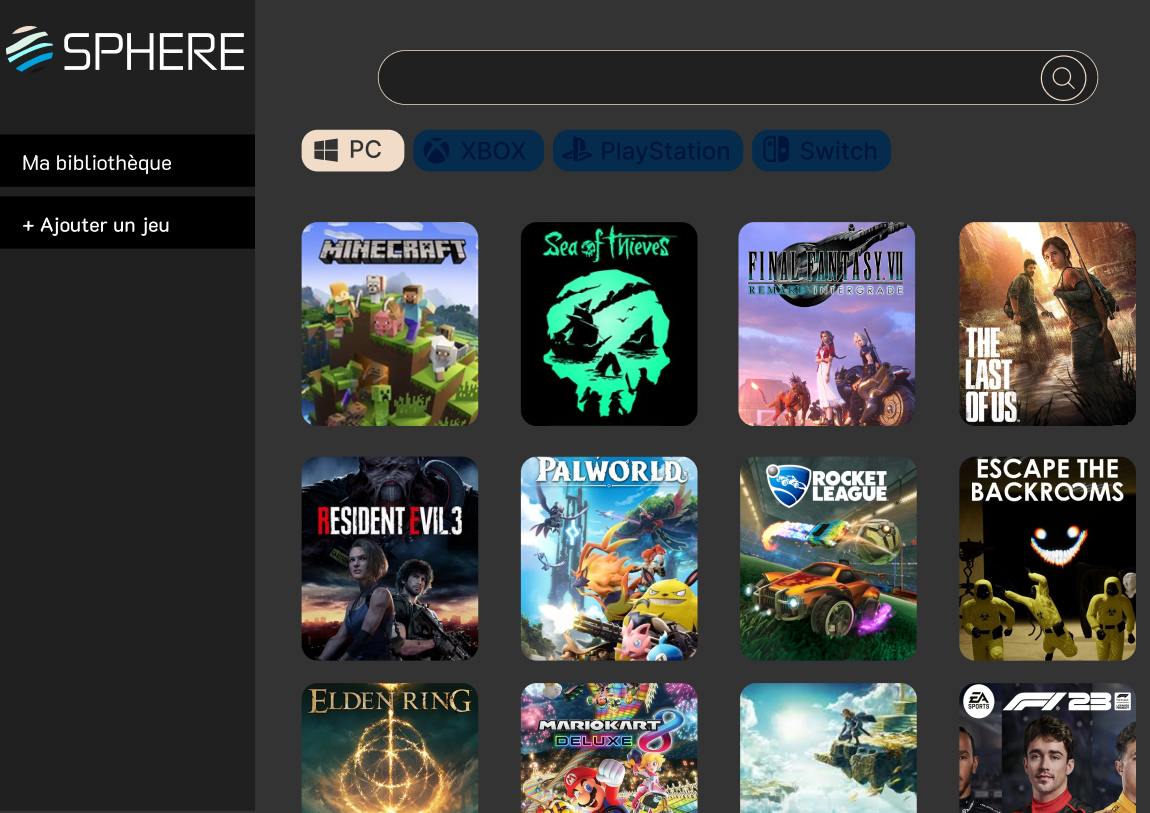 SPHERE
Ma bibliothèque
+ Ajouter un jeu
PC
XBOX
PlayStation
Switch
MINECRAFT
Sea of Thieves
FINAL FANTASY VII
REMAKE INTERGRADE
THE
LAST
OF US
RESIDENT EVIL 3
PALWORLD
ROCKET
LEAGUE
ESCAPE THE
BACKROOMS
ELDEN RING
MARIOKART 8
DELUXE
EA
SPORTS
F1 23